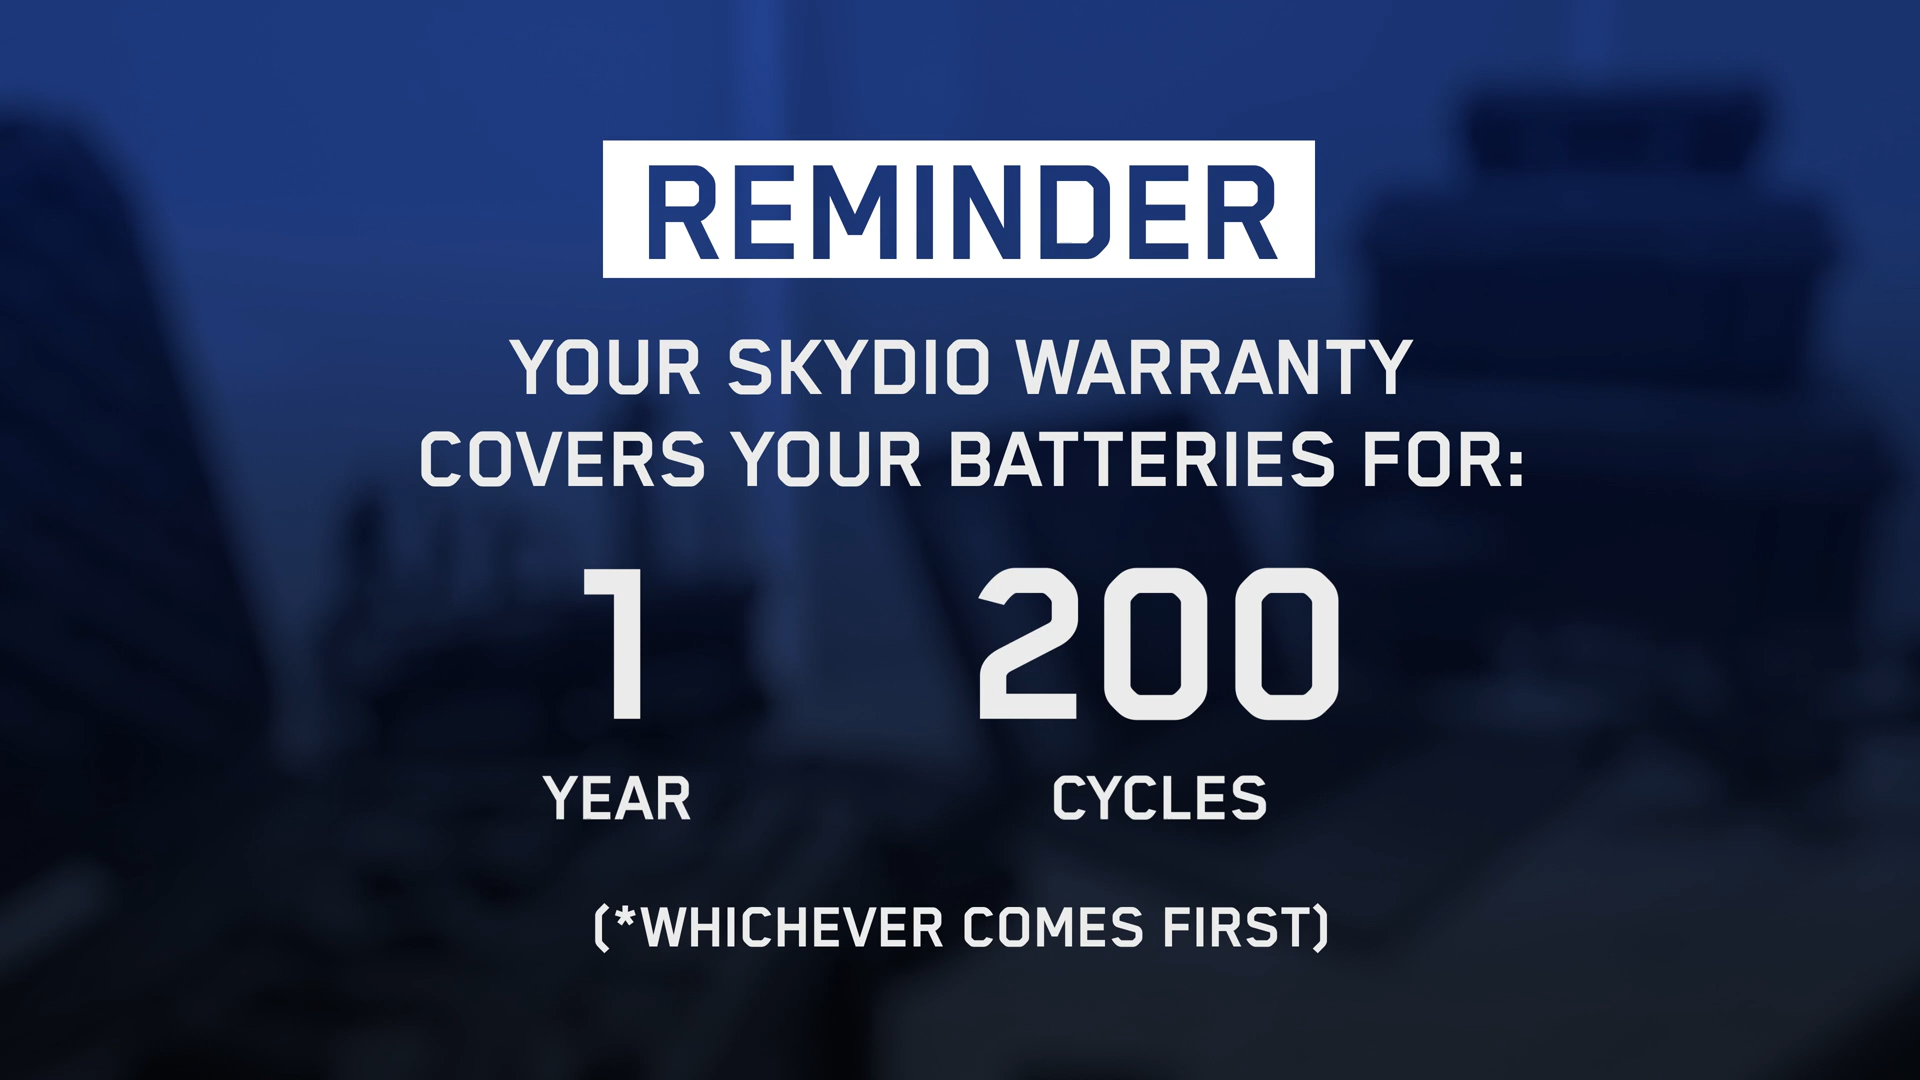 REMINDER
YOUR SKYDIO WARRANTY
COVERS YOUR BATTERIES FOR:
1 200
YEAR CYCLES
(*WHICHEVER COMES FIRST)